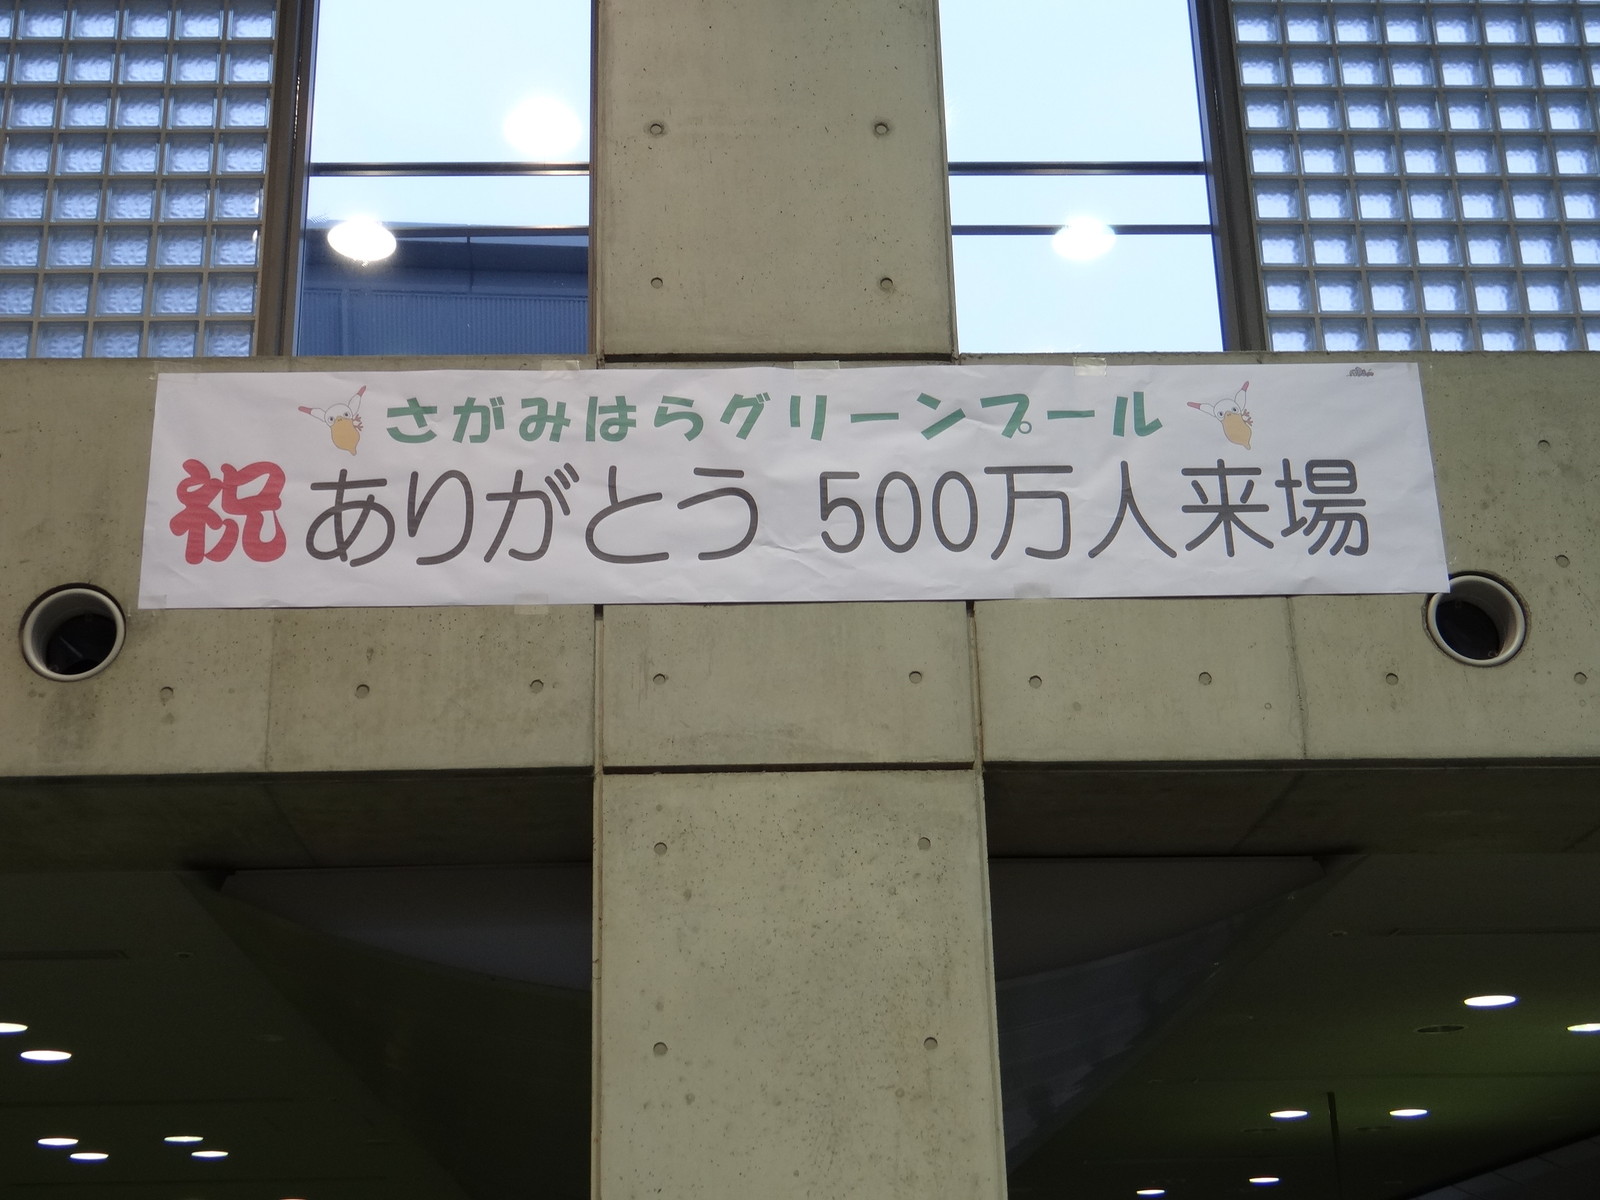 さがみはらグリーンプール
祝 ありがとう 500万人来場